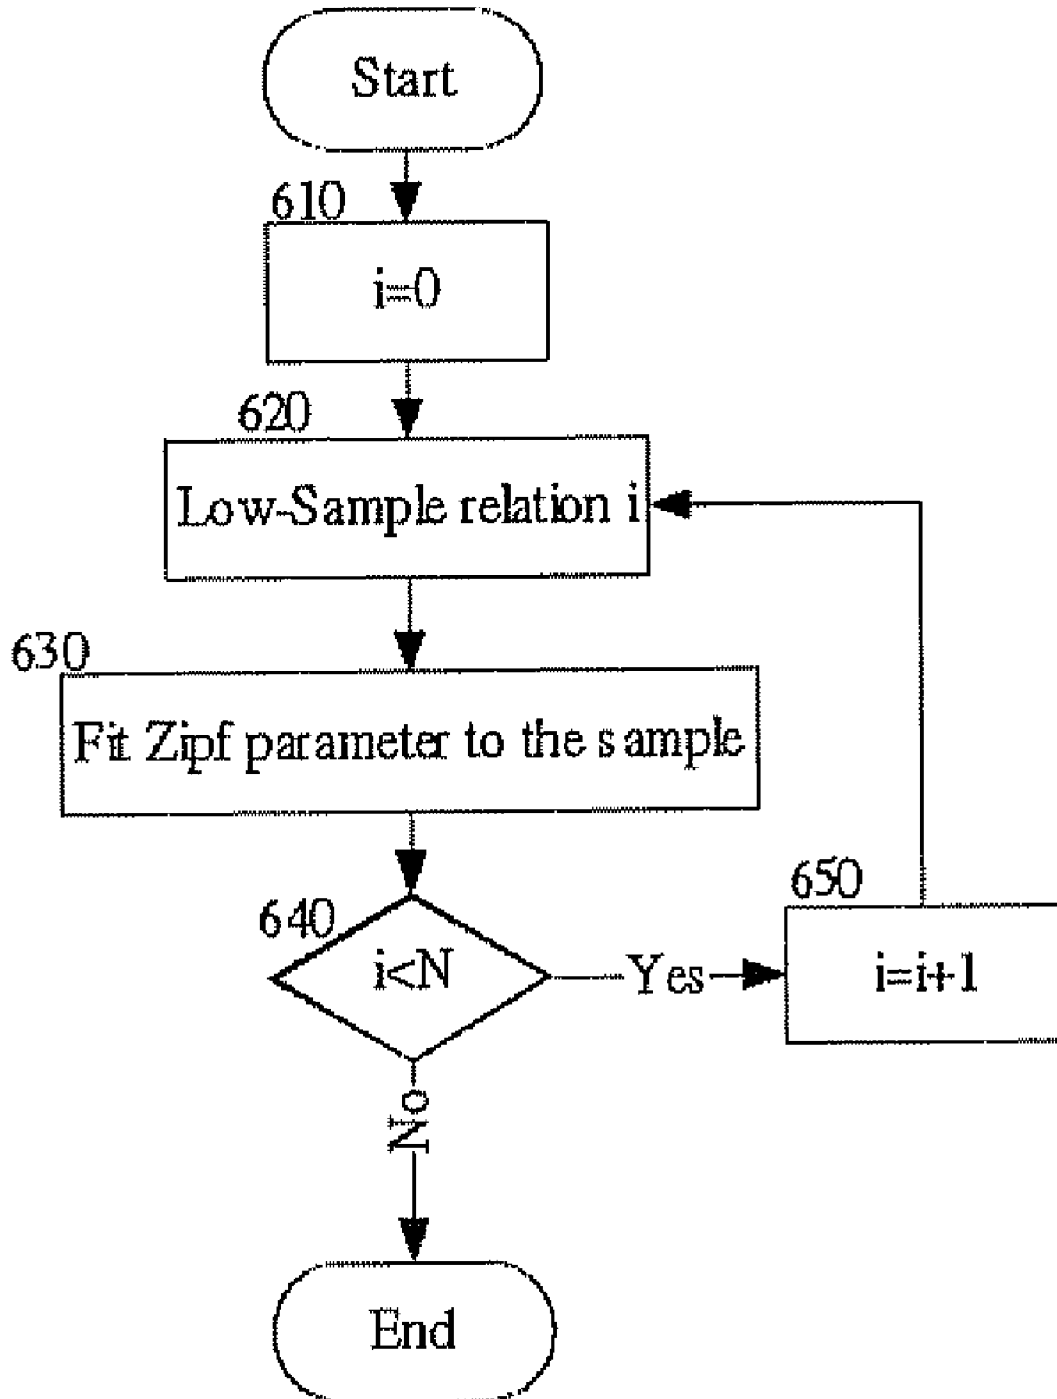 Start
610
i=0
620
Low-Sample relation i
630
Fit Zipf parameter to the sample
640
i<N
Yes
650
i=i+1
No
End